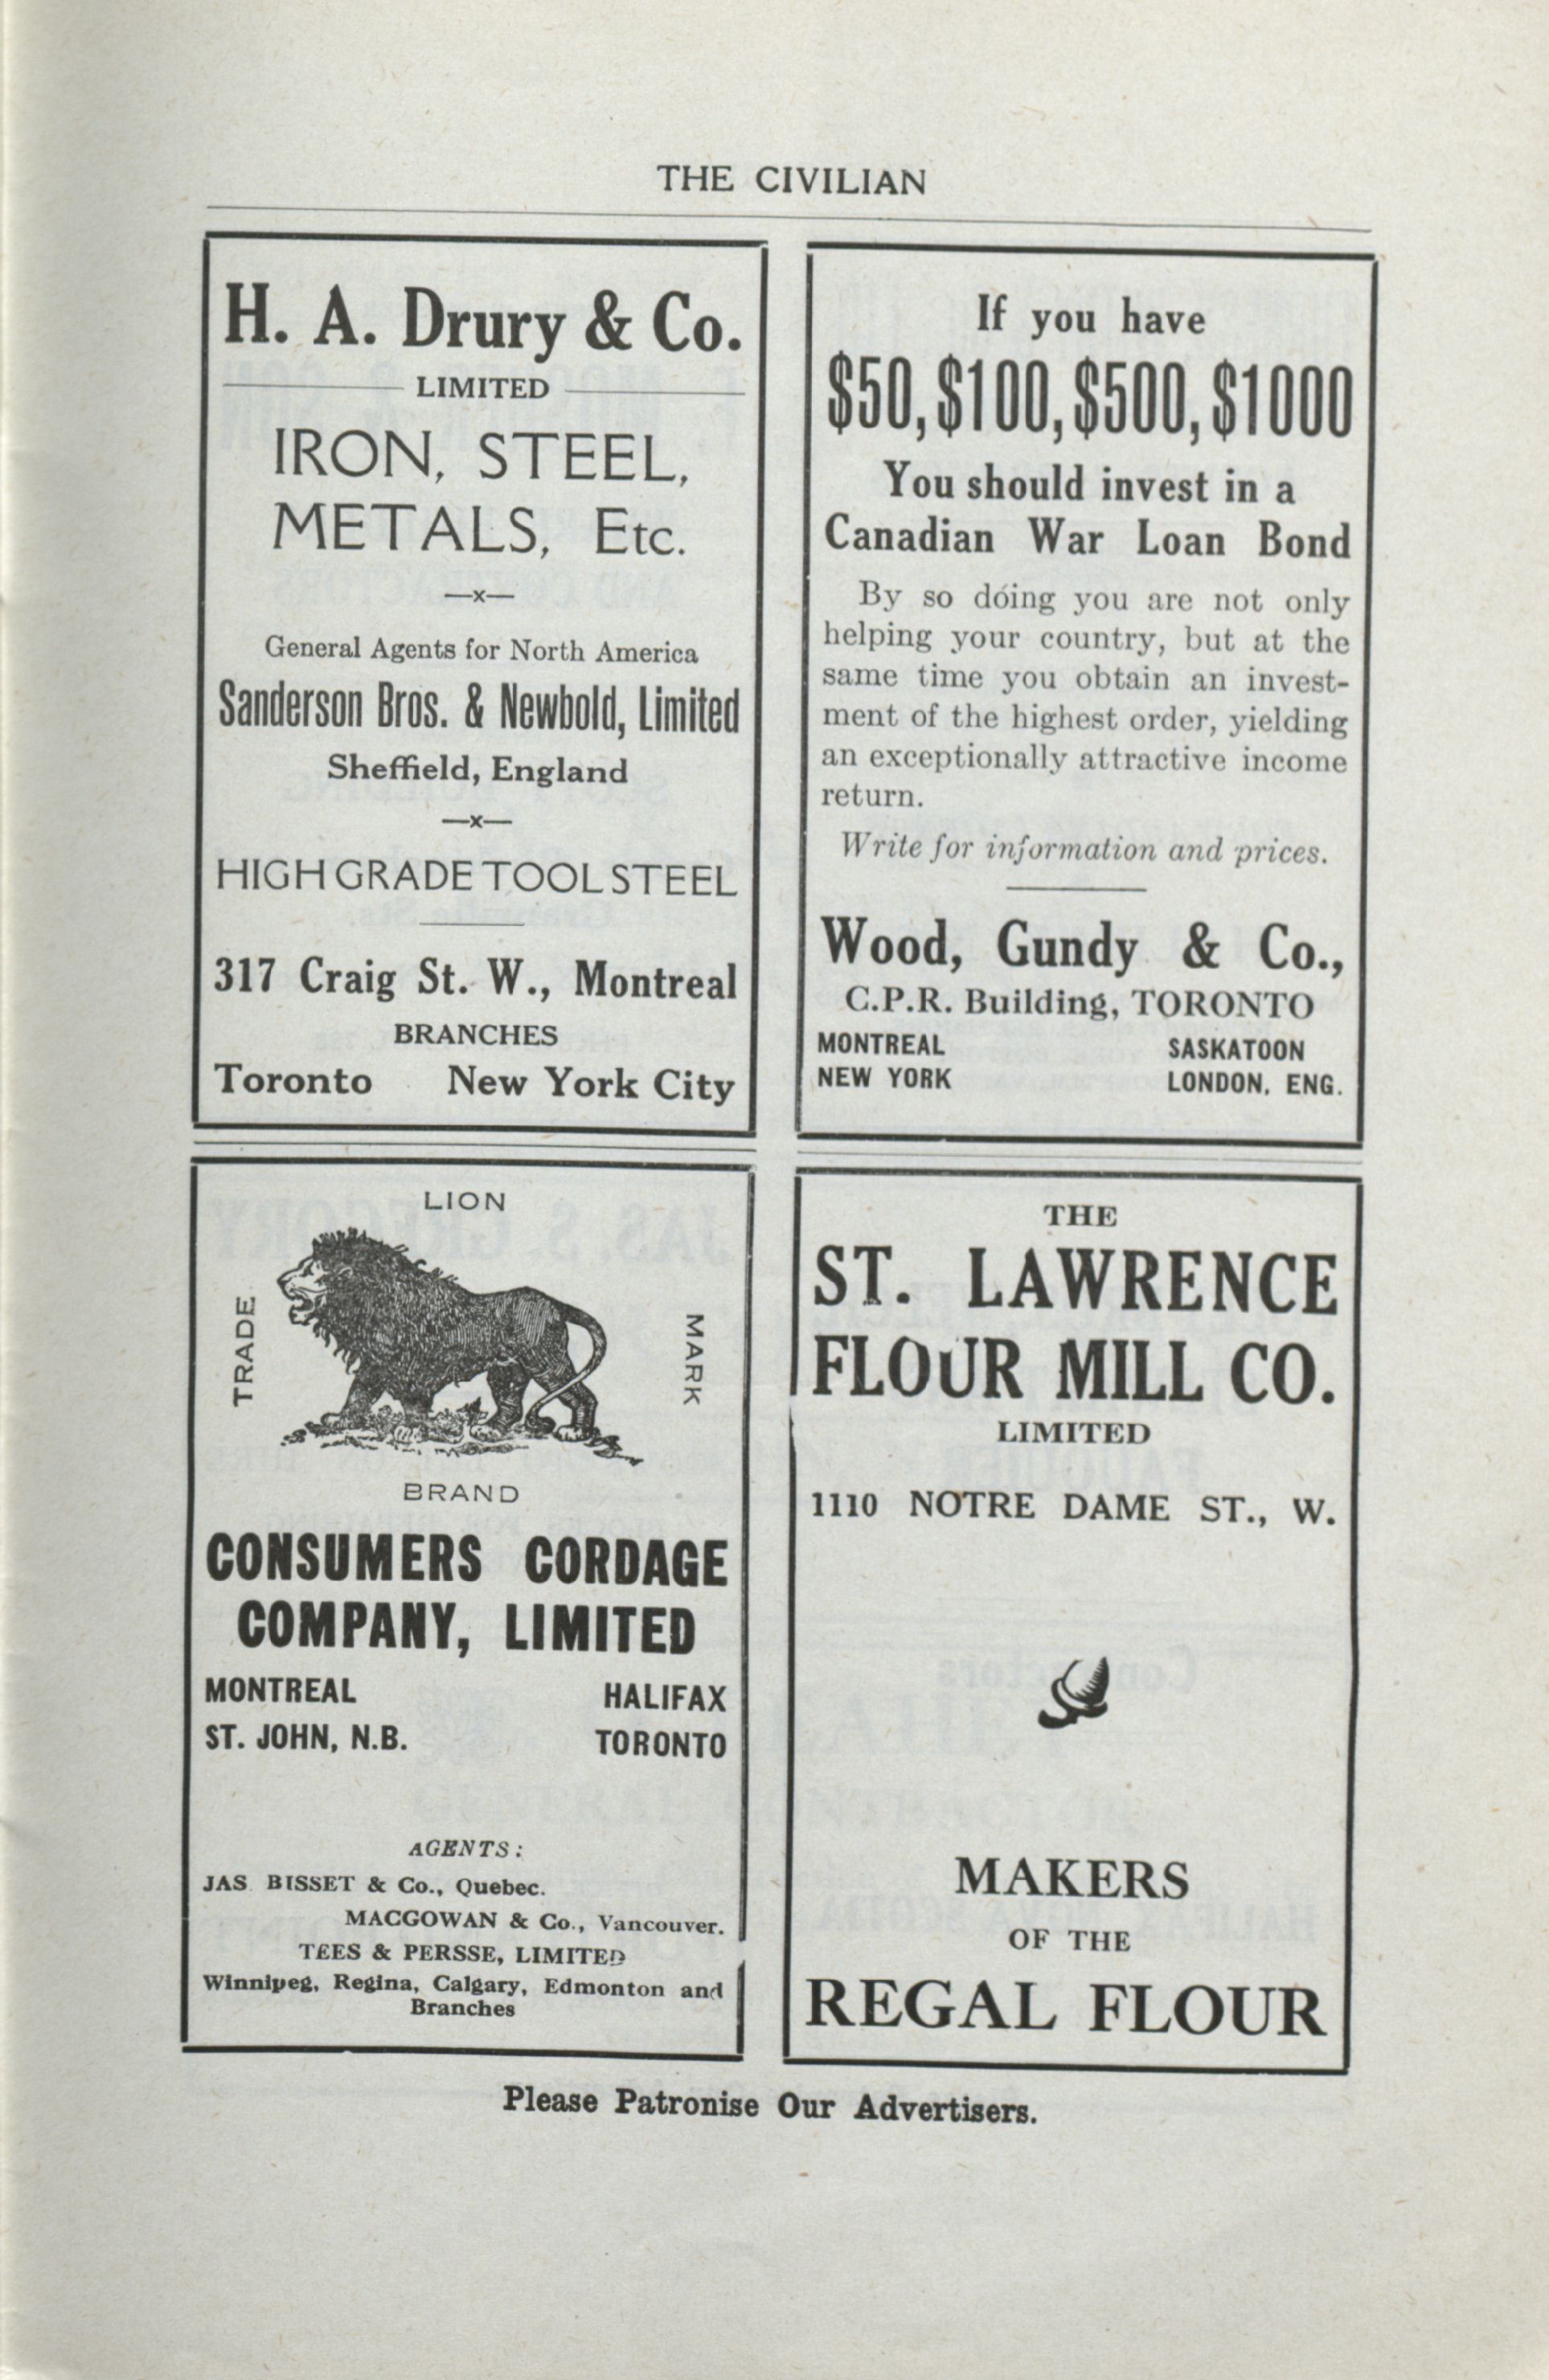 THE CIVILIAN
H. A. Drury & Co.
LIMITED
IRON, STEEL,
METALS, Etc.
—x—
General Agents for North America
Sanderson Bros. & Newbold, Limited
Sheffield, England
—x—
HIGH GRADE TOOL STEEL
317 Craig St. W., Montreal
BRANCHES
Toronto New York City
If you have
$50, $100, $500, $1000
You should invest in a
Canadian War Loan Bond
By so dóing you are not only
helping your country, but at the
same time you obtain an invest-
ment of the highest order, yielding
an exceptionally attractive income
return.
Write for information and prices.
Wood, Gundy & Co.,
C.P.R. Building, TORONTO
MONTREAL SASKATOON
NEW YORK LONDON, ENG.
LION
TRADE
MARK
BRAND
CONSUMERS CORDAGE
COMPANY, LIMITED
MONTREAL HALIFAX
ST. JOHN, N.B. TORONTO
AGENTS:
JAS BISSET & Co., Quebec.
MACGOWAN & Co., Vancouver.
TEES & PERSSE, LIMITED
Winnipeg, Regina, Calgary, Edmonton and
Branches
THE
ST. LAWRENCE
FLOUR MILL CO.
LIMITED
1110 NOTRE DAME ST., W.
MAKERS
OF THE
REGAL FLOUR
Please Patronise Our Advertisers.